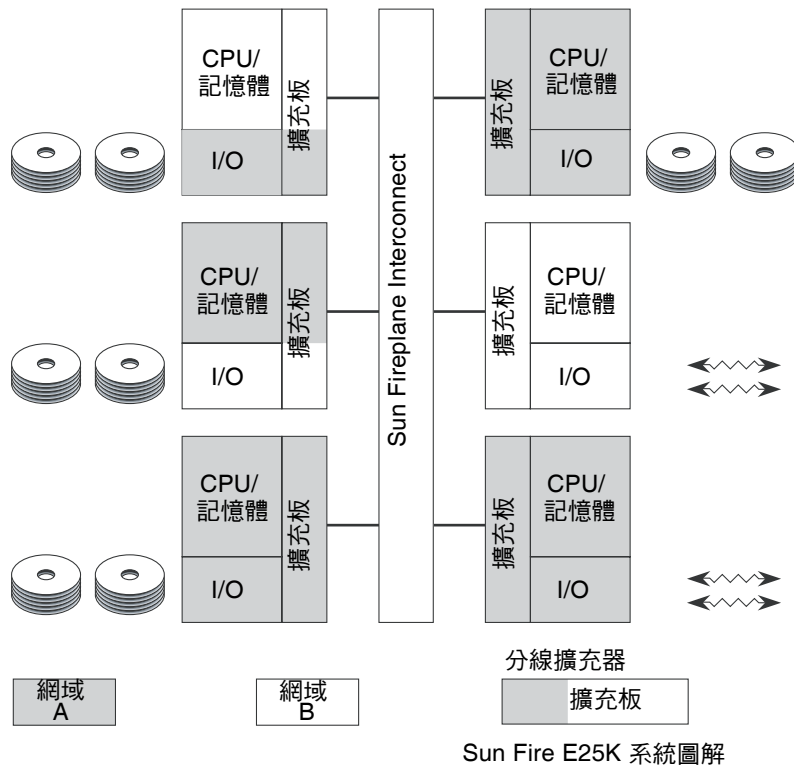 CPU/
記憶體
擴充板
I/O
擴充板
CPU/
記憶體
I/O
Sun Fireplane Interconnect
CPU/
記憶體
擴充板
I/O
擴充板
CPU/
記憶體
I/O
CPU/
記憶體
擴充板
I/O
擴充板
CPU/
記憶體
I/O
網域
A
網域
B
分線擴充器
擴充板
Sun Fire E25K 系統圖解